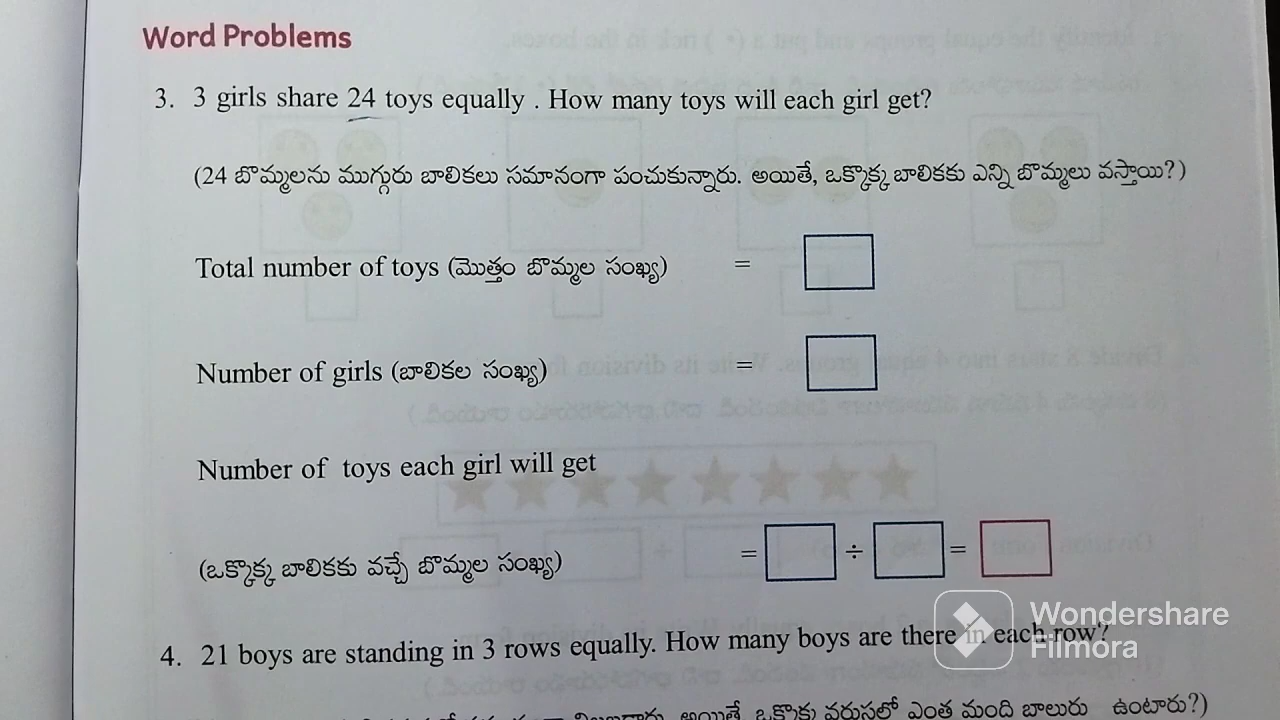 Word Problems
3. 3 girls share 24 toys equally . How many toys will each girl get?
(24 బొమ్మలను ముగ్గురు బాలికలు సమానంగా పంచుకున్నారు. అయితే, ఒక్కొక్క బాలికకు ఎన్ని బొమ్మలు వస్తాయి?)
Total number of toys (మొత్తం బొమ్మల సంఖ్య) =
Number of girls (బాలికల సంఖ్య) =
Number of toys each girl will get
(ఒక్కొక్క బాలికకు వచ్చే బొమ్మల సంఖ్య) = ÷ =
Wondershare
Filmora
4. 21 boys are standing in 3 rows equally. How many boys are there in each row?
అయితే ఒక్కొక్క వరుసలో ఎంత మంది బాలురు ఉంటారు?)